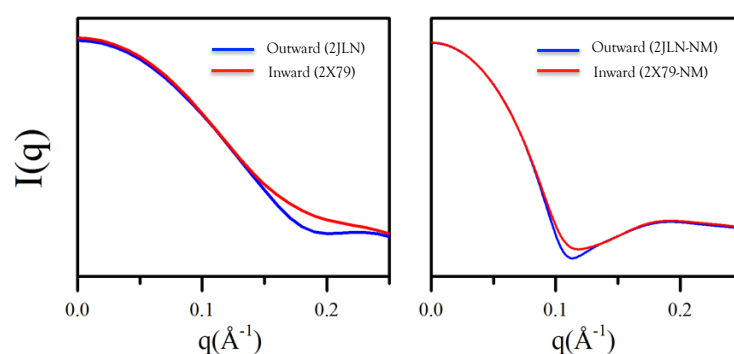 Outward (2JLN)
Inward (2X79)
I(q)
0.0
0.1
0.2
q(Å⁻¹)
Outward (2JLN-NM)
Inward (2X79-NM)
0.0
0.1
0.2
q(Å⁻¹)